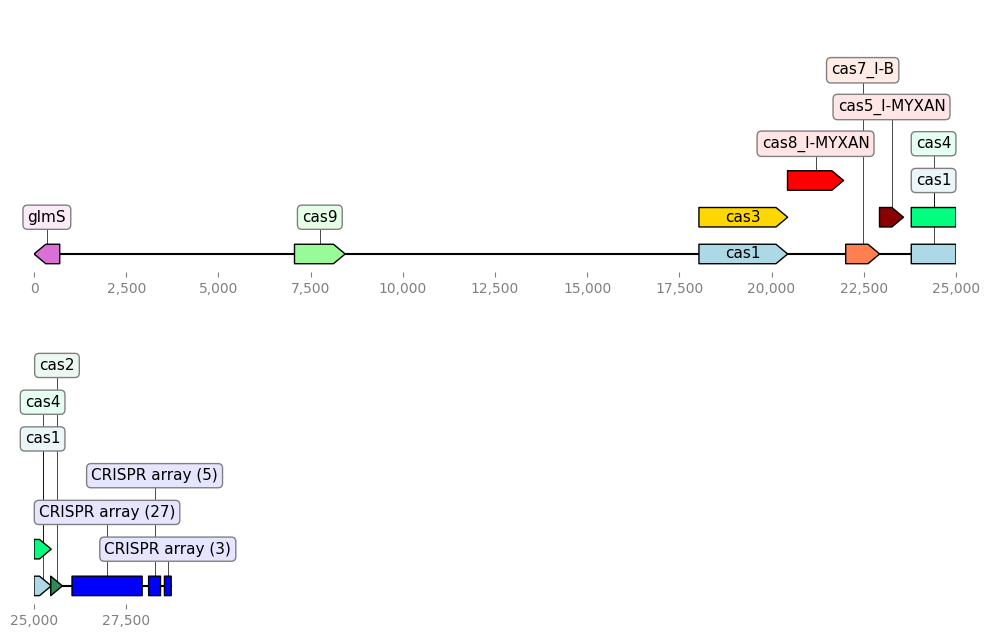 cas7_I-B
cas5_I-MYXAN
cas8_I-MYXAN
cas4
cas1
glmS
cas9
cas3
cas1
0
2,500
5,000
7,500
10,000
12,500
15,000
17,500
20,000
22,500
25,000
cas2
cas4
cas1
CRISPR array (5)
CRISPR array (27)
CRISPR array (3)
25,000
27,500